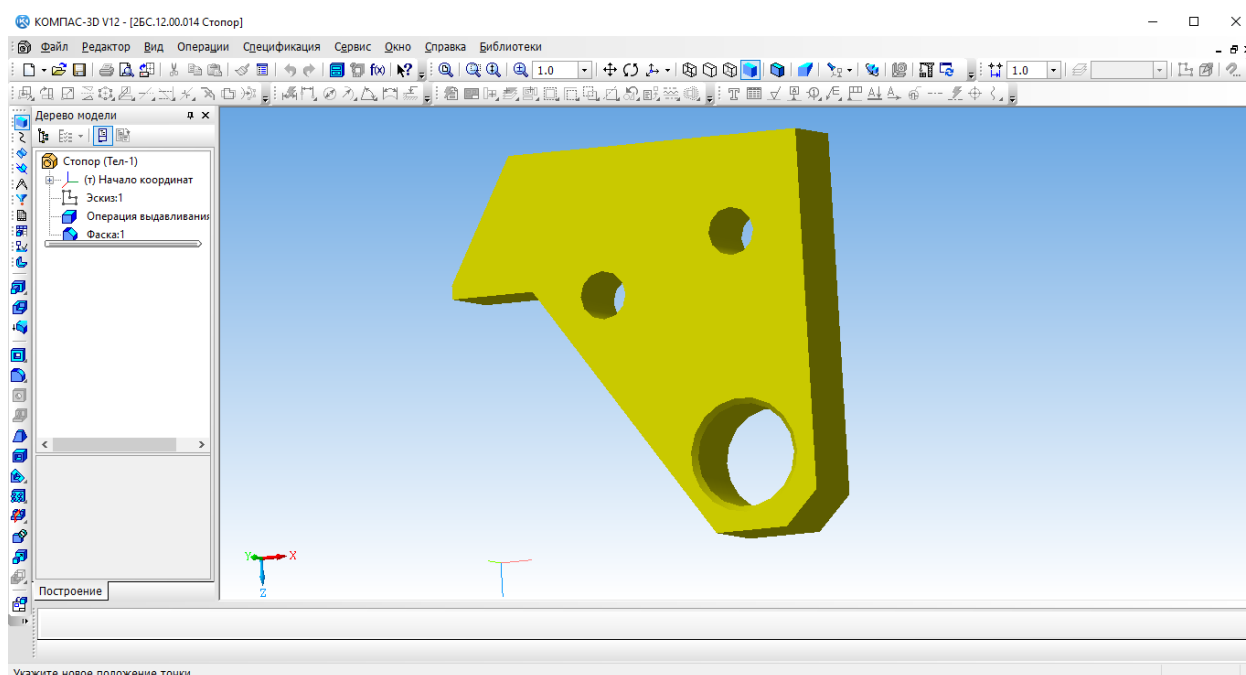 КОМПАС-3D V12 - [2БС.12.00.014 Стопор]
Файл Редактор Вид Операции Спецификация Сервис Окно Справка Библиотеки
1.0 1.0
Дерево модели
Стопор (Тел-1)
(т) Начало координат
Эскиз:1
Операция выдавливания
Фаска:1
Y X
Z
Построение
Укажите новое положение точки